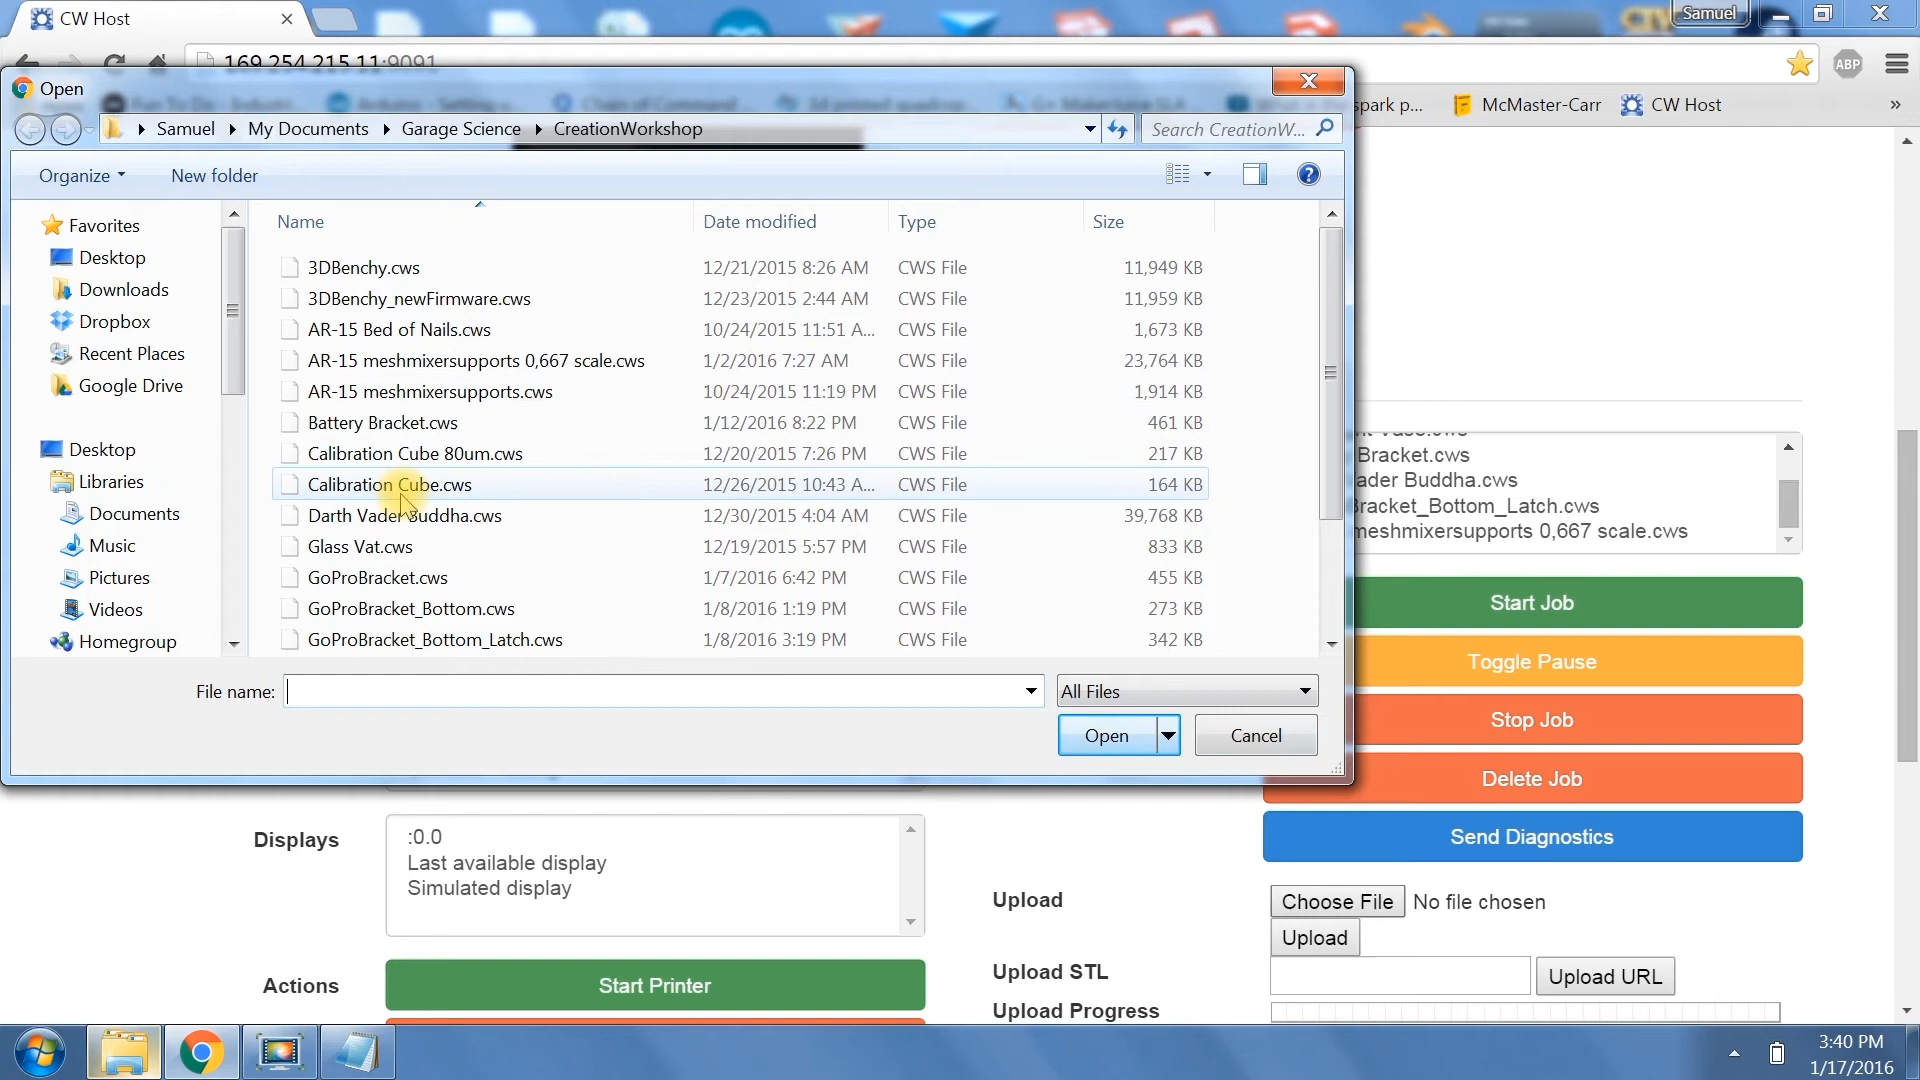 CW Host
Samuel
169.254.215.11:9091
ABP
Open
spark p...
McMaster-Carr
CW Host
»
Samuel
My Documents
Garage Science
CreationWorkshop
Search CreationW...
Organize
New folder
Favorites
Desktop
Downloads
Dropbox
Recent Places
Google Drive
Desktop
Libraries
Documents
Music
Pictures
Videos
Homegroup
Name Date modified Type Size
3DBenchy.cws 12/21/2015 8:26 AM CWS File 11,949 KB
3DBenchy_newFirmware.cws 12/23/2015 2:44 AM CWS File 11,959 KB
AR-15 Bed of Nails.cws 10/24/2015 11:51 A... CWS File 1,673 KB
AR-15 meshmixersupports 0,667 scale.cws 1/2/2016 7:27 AM CWS File 23,764 KB
AR-15 meshmixersupports.cws 10/24/2015 11:19 PM CWS File 1,914 KB
Battery Bracket.cws 1/12/2016 8:22 PM CWS File 461 KB
Calibration Cube 80um.cws 12/20/2015 7:26 PM CWS File 217 KB
Calibration Cube.cws 12/26/2015 10:43 A... CWS File 164 KB
Darth Vader Buddha.cws 12/30/2015 4:04 AM CWS File 39,768 KB
Glass Vat.cws 12/19/2015 5:57 PM CWS File 833 KB
GoProBracket.cws 1/7/2016 6:42 PM CWS File 455 KB
GoProBracket_Bottom.cws 1/8/2016 1:19 PM CWS File 273 KB
GoProBracket_Bottom_Latch.cws 1/8/2016 3:19 PM CWS File 342 KB
File name:
All Files
Open
Cancel
Bracket.cws
ader Buddha.cws
Bracket_Bottom_Latch.cws
meshmixersupports 0,667 scale.cws
Start Job
Toggle Pause
Stop Job
Delete Job
Send Diagnostics
Displays
:0.0
Last available display
Simulated display
Actions
Start Printer
Upload
Choose File No file chosen
Upload
Upload STL
Upload URL
Upload Progress
3:40 PM
1/17/2016